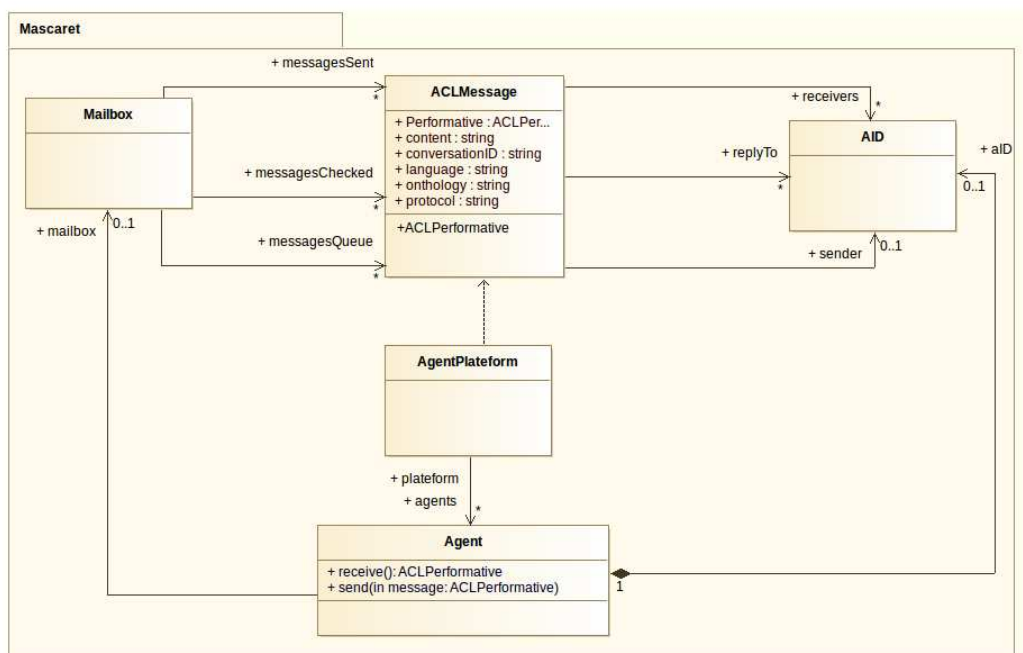 Mascaret
+ messagesSent
*
Mailbox
+ messagesChecked
*
+ messagesQueue
*
+ mailbox
0..1
ACLMessage
+ Performative : ACLPer...
+ content : string
+ conversationID : string
+ language : string
+ onthology : string
+ protocol : string
+ACLPerformative
+ receivers
*
+ replyTo
*
+ sender
0..1
AID
+ aID
0..1
AgentPlateform
+ plateform
+ agents
*
Agent
+ receive(): ACLPerformative
+ send(in message: ACLPerformative)
1